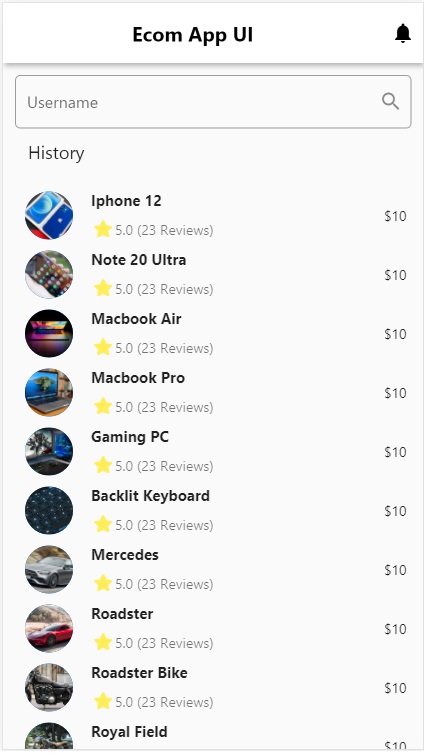 Ecom App UI
Username
History
Iphone 12
5.0 (23 Reviews)
$10
Note 20 Ultra
5.0 (23 Reviews)
$10
Macbook Air
5.0 (23 Reviews)
$10
Macbook Pro
5.0 (23 Reviews)
$10
Gaming PC
5.0 (23 Reviews)
$10
Backlit Keyboard
5.0 (23 Reviews)
$10
Mercedes
5.0 (23 Reviews)
$10
Roadster
5.0 (23 Reviews)
$10
Roadster Bike
5.0 (23 Reviews)
$10
Royal Field
$10